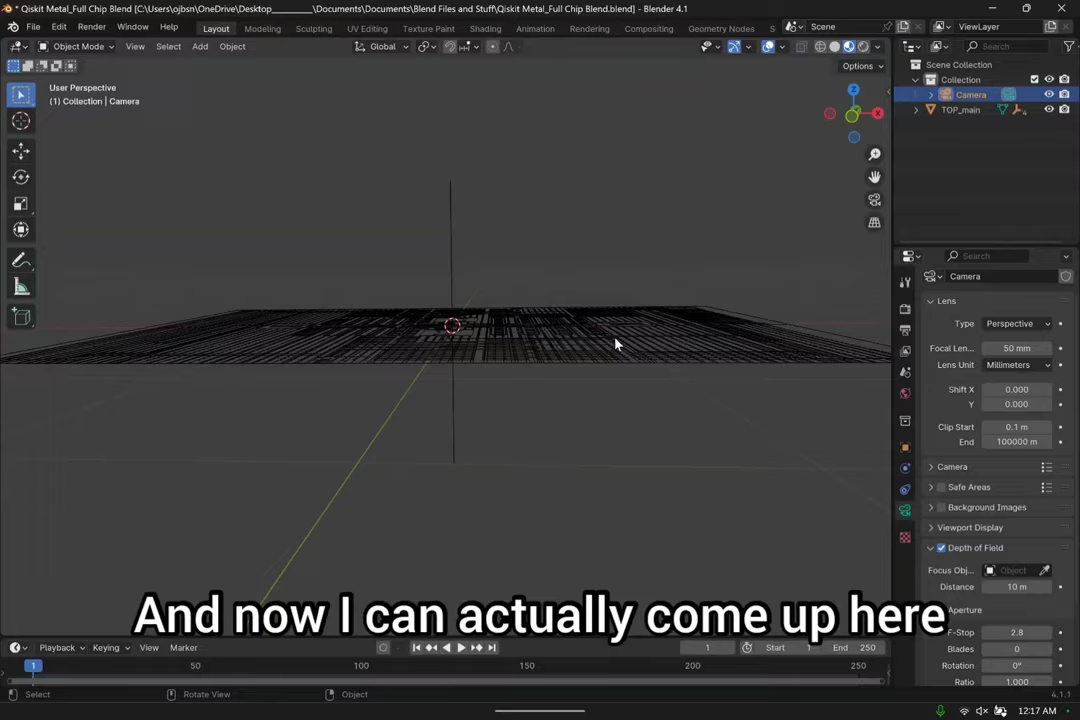 * Qiskit Metal_Full Chip Blend [C:\Users\ojbsn\OneDrive\Desktop________Documents\Documents\Blend Files and Stuff\Qiskit Metal_Full Chip Blend.blend] - Blender 4.1
File Edit Render Window Help Layout Modeling Sculpting UV Editing Texture Paint Shading Animation Rendering Compositing Geometry Nodes Scene ViewLayer
Object Mode View Select Add Object Global Search
Options
User Perspective
(1) Collection | Camera
Z
X
Scene Collection
Collection
Camera
TOP_main
4
Search
Camera
Lens
Type Perspective
Focal Len... 50 mm
Lens Unit Millimeters
Shift X 0.000
Y 0.000
Clip Start 0.1 m
End 100000 m
Camera
Safe Areas
Background Images
Viewport Display
Depth of Field
Focus Obj... Object
Distance 10 m
Aperture
F-Stop 2.8
Blades 0
Rotation 0°
Ratio 1.000
And now I can actually come up here
Playback Keying View Marker 1 Start 1 End 250
1 50 100 150 200 250
Select Rotate View Object 4.1.1
12:17 AM